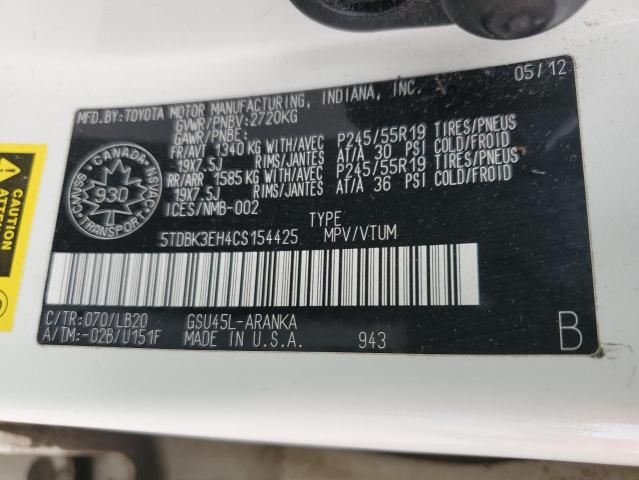 05/12
MFD.BY:TOYOTA MOTOR MANUFACTURING, INDIANA, INC.
GVWR/PNBV:2720KG
GAWR/PNBE:
FR/AVT 1340 KG WITH/AVEC P245/55R19 TIRES/PNEUS
19X7.5J RIMS/JANTES AT/A 30 PSI COLD/FROID
RR/ARR 1585 KG WITH/AVEC P245/55R19 TIRES/PNEUS
19X7.5J RIMS/JANTES AT/A 36 PSI COLD/FROID
ICES/NMB-002
CANADA
CMVSS NSVAC
930
TRANSPORT
TYPE
5TDBK3EH4CS154425 MPV/VTUM
C/TR:070/LB20 GSU45L-ARANKA
A/TM:-02B/U151F MADE IN U.S.A. 943 B